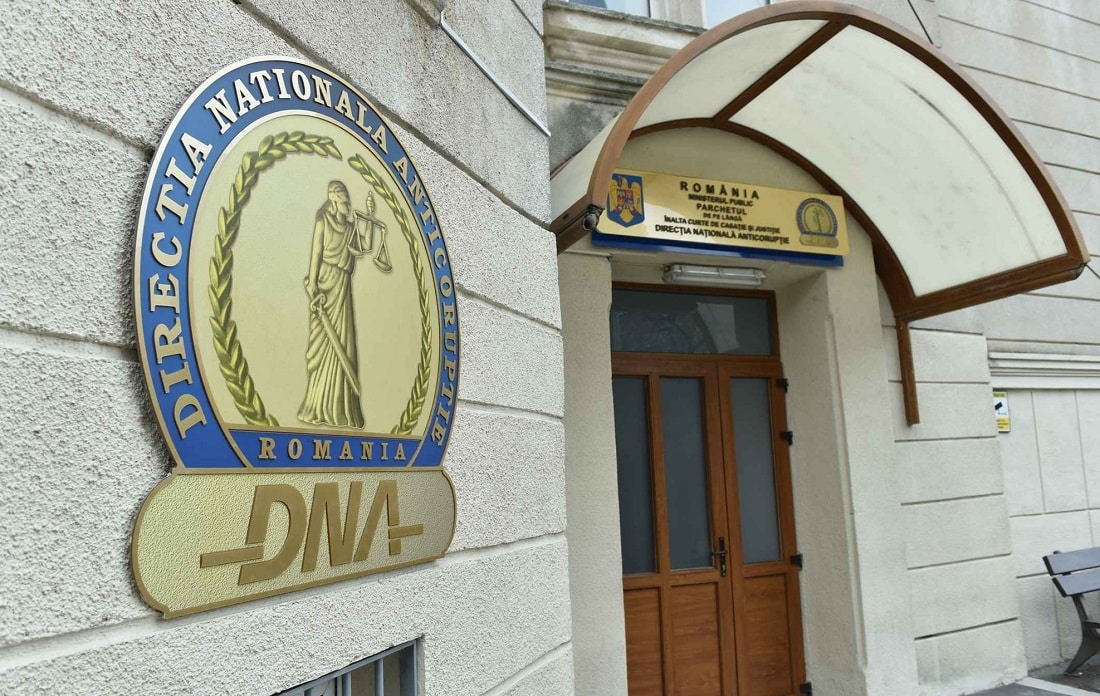 DIRECTIA NATIONALA ANTICORUPTIE
ROMANIA
DNA
ROMÂNIA
MINISTERUL PUBLIC
PARCHETUL
DE PE LÂNGĂ
ÎNALTA CURTE DE CASAȚIE ȘI JUSTIȚIE
DIRECȚIA NAȚIONALĂ ANTICORUPȚIE